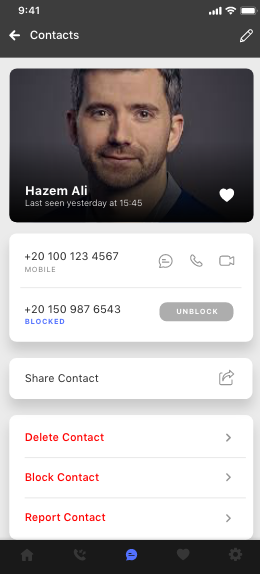 9:41
Contacts
Hazem Ali
Last seen yesterday at 15:45
+20 100 123 4567
MOBILE
+20 150 987 6543
UNBLOCK
BLOCKED
Share Contact
Delete Contact
Block Contact
Report Contact